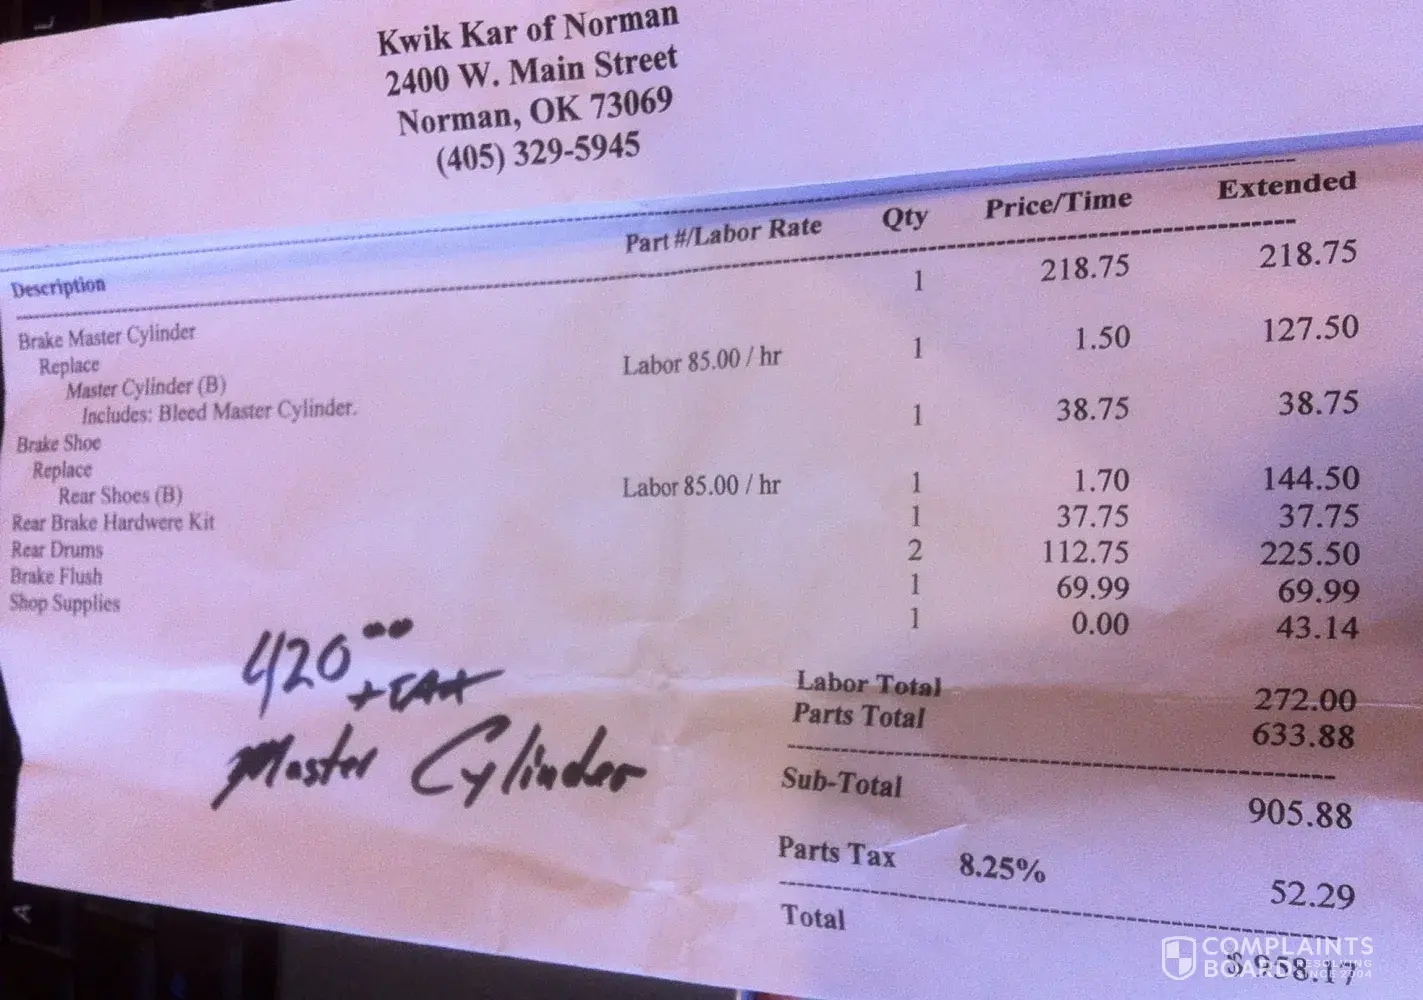 Kwik Kar of Norman
2400 W. Main Street
Norman, OK 73069
(405) 329-5945
Description Part #/Labor Rate Qty Price/Time Extended
Brake Master Cylinder 1 218.75 218.75
Replace
Master Cylinder (B) Labor 85.00 / hr 1 1.50 127.50
Includes: Bleed Master Cylinder.
Brake Shoe 1 38.75 38.75
Replace
Rear Shoes (B) Labor 85.00 / hr 1 1.70 144.50
Rear Brake Hardwere Kit 1 37.75 37.75
Rear Drums 2 112.75 225.50
Brake Flush 1 69.99 69.99
Shop Supplies 1 0.00 43.14
420.00
+ TAX
Master Cylinder
Labor Total 272.00
Parts Total 633.88
Sub-Total 905.88
Parts Tax 8.25% 52.29
Total $ 958.17
COMPLAINTS
BOARD RESOLVING
SINCE 2004
A